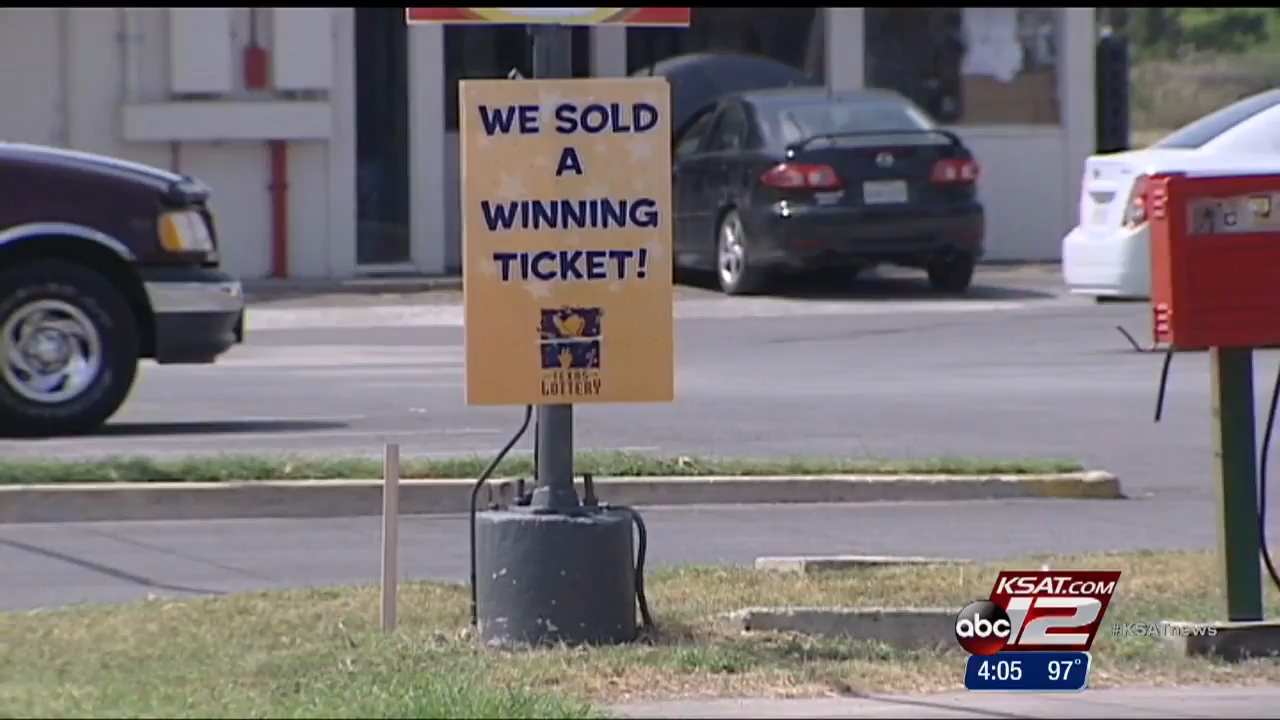 WE SOLD
A
WINNING
TICKET!
TEXAS
LOTTERY
KSAT.COM
abc 12
#KSATnews
4:05 97°